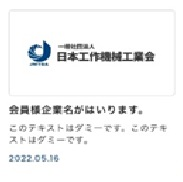 一般社団法人
日本工作機械工業会
JMTBA
会員様企業名がはいります。
このテキストはダミーです。このテキ
ストはダミーです。
2022.05.16